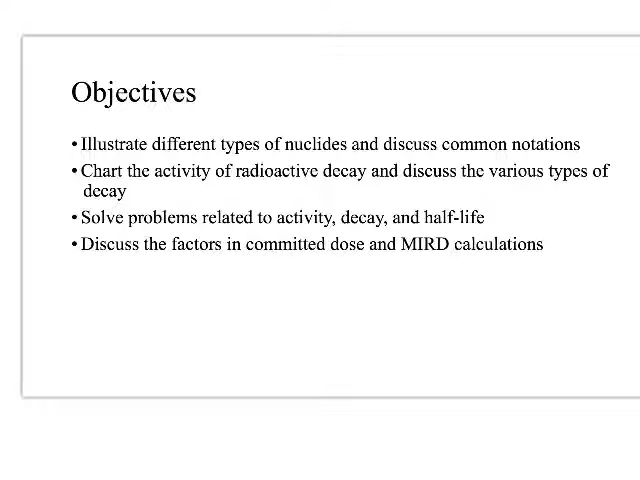 Objectives
• Illustrate different types of nuclides and discuss common notations
• Chart the activity of radioactive decay and discuss the various types of
decay
• Solve problems related to activity, decay, and half-life
• Discuss the factors in committed dose and MIRD calculations